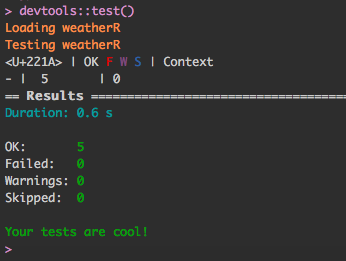 > devtools::test()
Loading weatherR
Testing weatherR
<U+221A> | OK F W S | Context
- | 5 | 0
== Results ===================================
Duration: 0.6 s
OK: 5
Failed: 0
Warnings: 0
Skipped: 0
Your tests are cool!
>